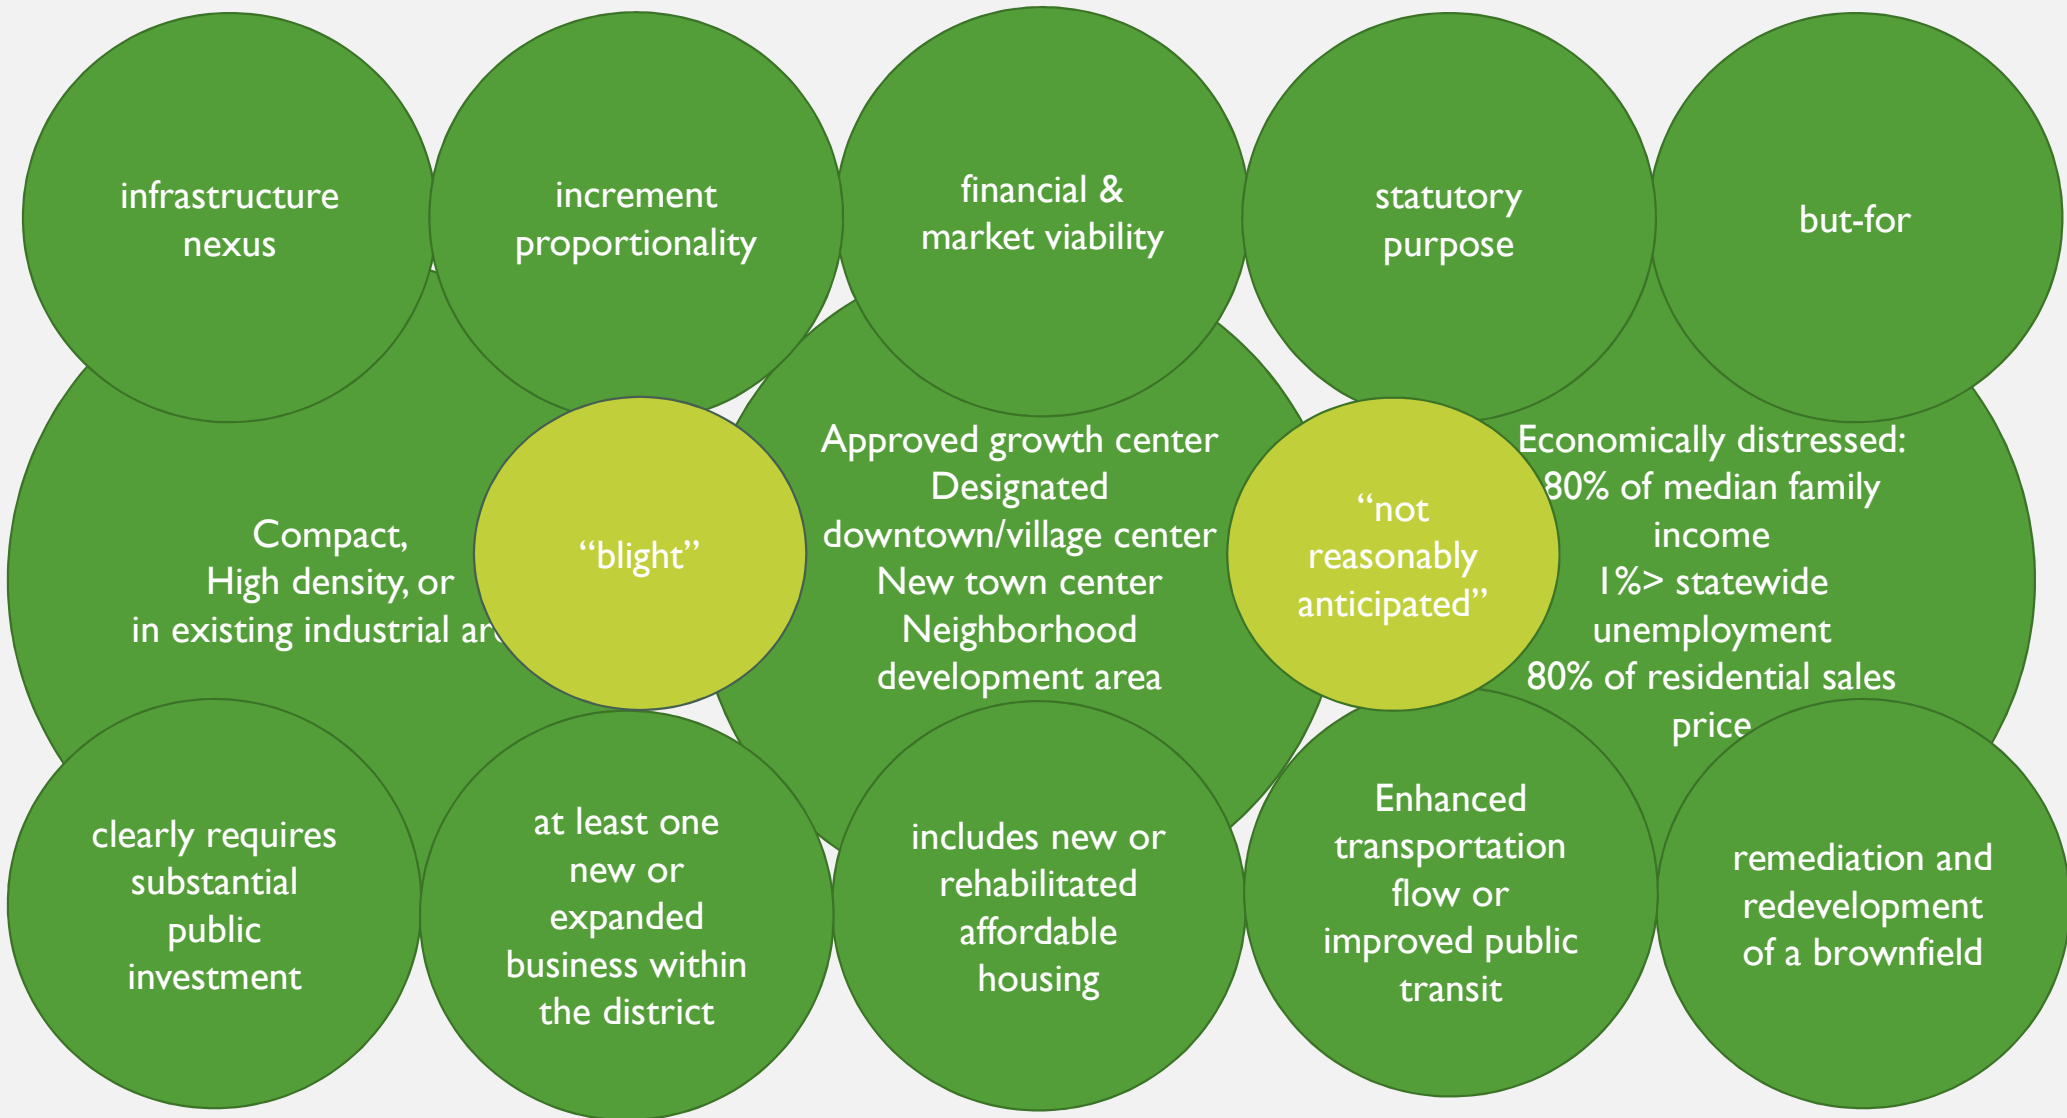 infrastructure
nexus
increment
proportionality
financial &
market viability
statutory
purpose
but-for
Compact,
High density, or
in existing industrial
“blight”
Approved growth center
Designated
downtown/village center
New town center
Neighborhood
development area
“not
reasonably
anticipated”
Economically distressed:
80% of median family
income
1%> statewide
unemployment
80% of residential sales
price
clearly requires
substantial
public
investment
at least one
new or
expanded
business within
the district
includes new or
rehabilitated
affordable
housing
Enhanced
transportation
flow or
improved public
transit
remediation and
redevelopment
of a brownfield